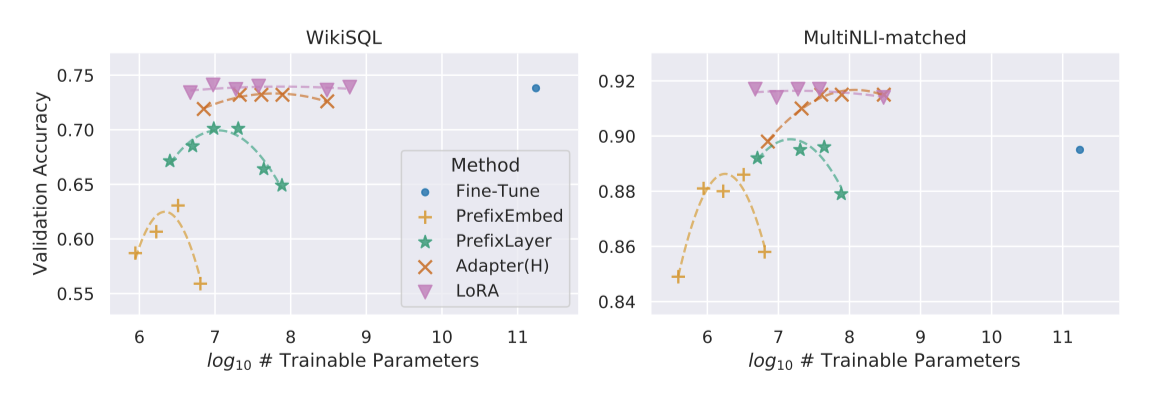 WikiSQL
MultiNLI-matched
Validation Accuracy
0.75
0.70
0.65
0.60
0.55
6 7 8 9 10 11
log10 # Trainable Parameters
Method
Fine-Tune
PrefixEmbed
PrefixLayer
Adapter(H)
LoRA
0.92
0.90
0.88
0.86
0.84
6 7 8 9 10 11
log10 # Trainable Parameters